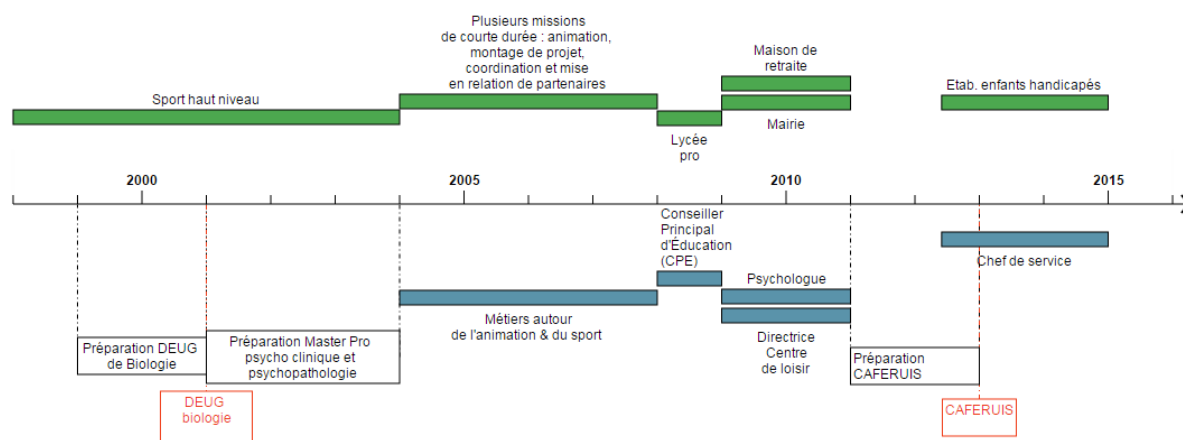 Plusieurs missions
de courte durée : animation,
montage de projet,
coordination et mise
en relation de partenaires
Maison de
retraite
Sport haut niveau
Etab. enfants handicapés
Lycée
pro
Mairie
2000
2005
2010
2015
Conseiller
Principal
d'Éducation
(CPE)
Chef de service
Psychologue
Métiers autour
de l'animation & du sport
Directrice
Centre
de loisir
Préparation DEUG
de Biologie
Préparation Master Pro
psycho clinique et
psychopathologie
Préparation
CAFERUIS
DEUG
biologie
CAFERUIS